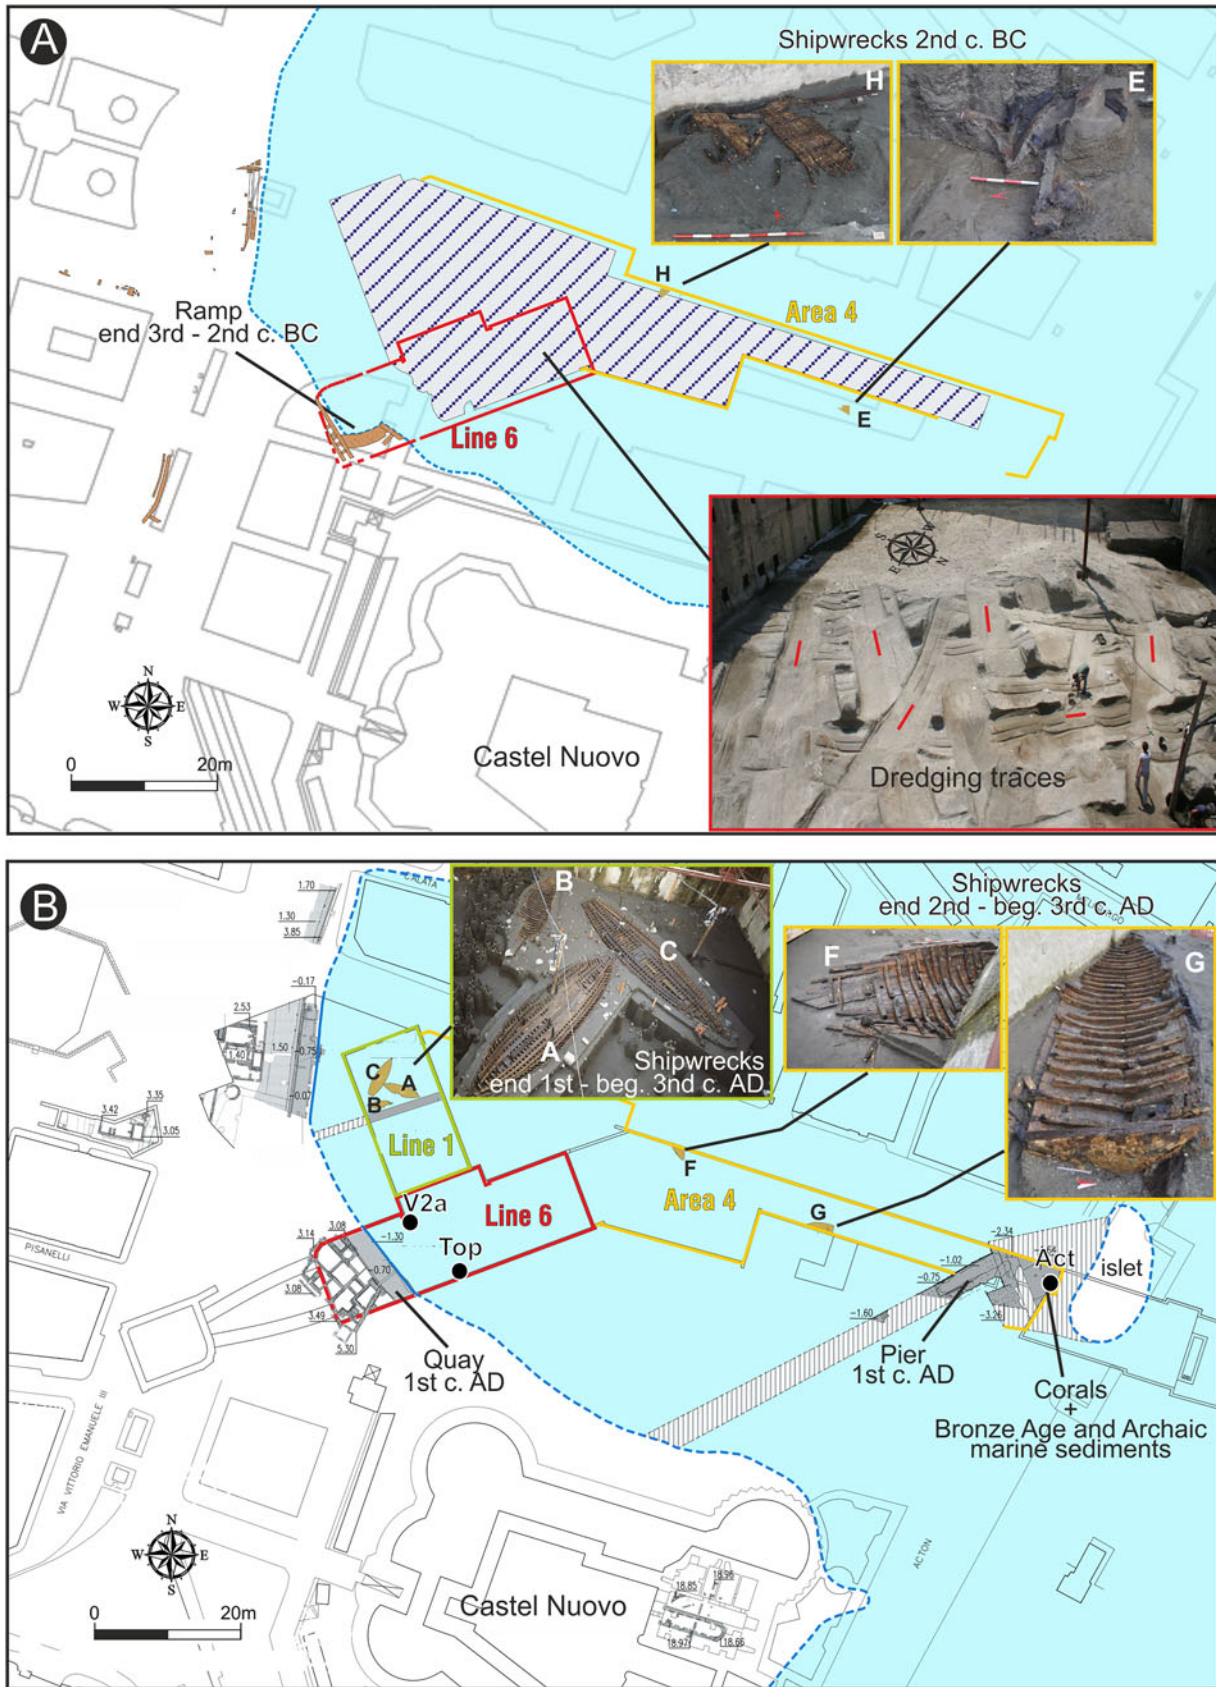 A
Shipwrecks 2nd c. BC
H
E
H
Area 4
E
Ramp
end 3rd - 2nd c. BC
Line 6
S
W
E
N
Dredging traces
N
W
E
S
0
20m
Castel Nuovo
B
CALATA
1.70
1.30
3.85
-0.17
2.53
1.50
-0.75
1.40
-0.07
3.42
3.35
3.05
B
C
A
Shipwrecks
end 1st - beg. 3nd c. AD
Shipwrecks
end 2nd - beg. 3rd c. AD
F
G
C
A
B
Line 1
F
Area 4
G
V2a
Line 6
Top
PISANELLI
3.14
3.08
-1.30
-0.70
3.08
3.49
5.30
Quay
1st c. AD
-2.34
-1.02
-0.75
Act
islet
-3.26
-1.60
Pier
1st c. AD
Corals
+
Bronze Age and Archaic
marine sediments
VIA VITTORIO EMANUELE III
ACTON
N
W
E
S
0
20m
Castel Nuovo
18.85
18.96
18.97
18.66